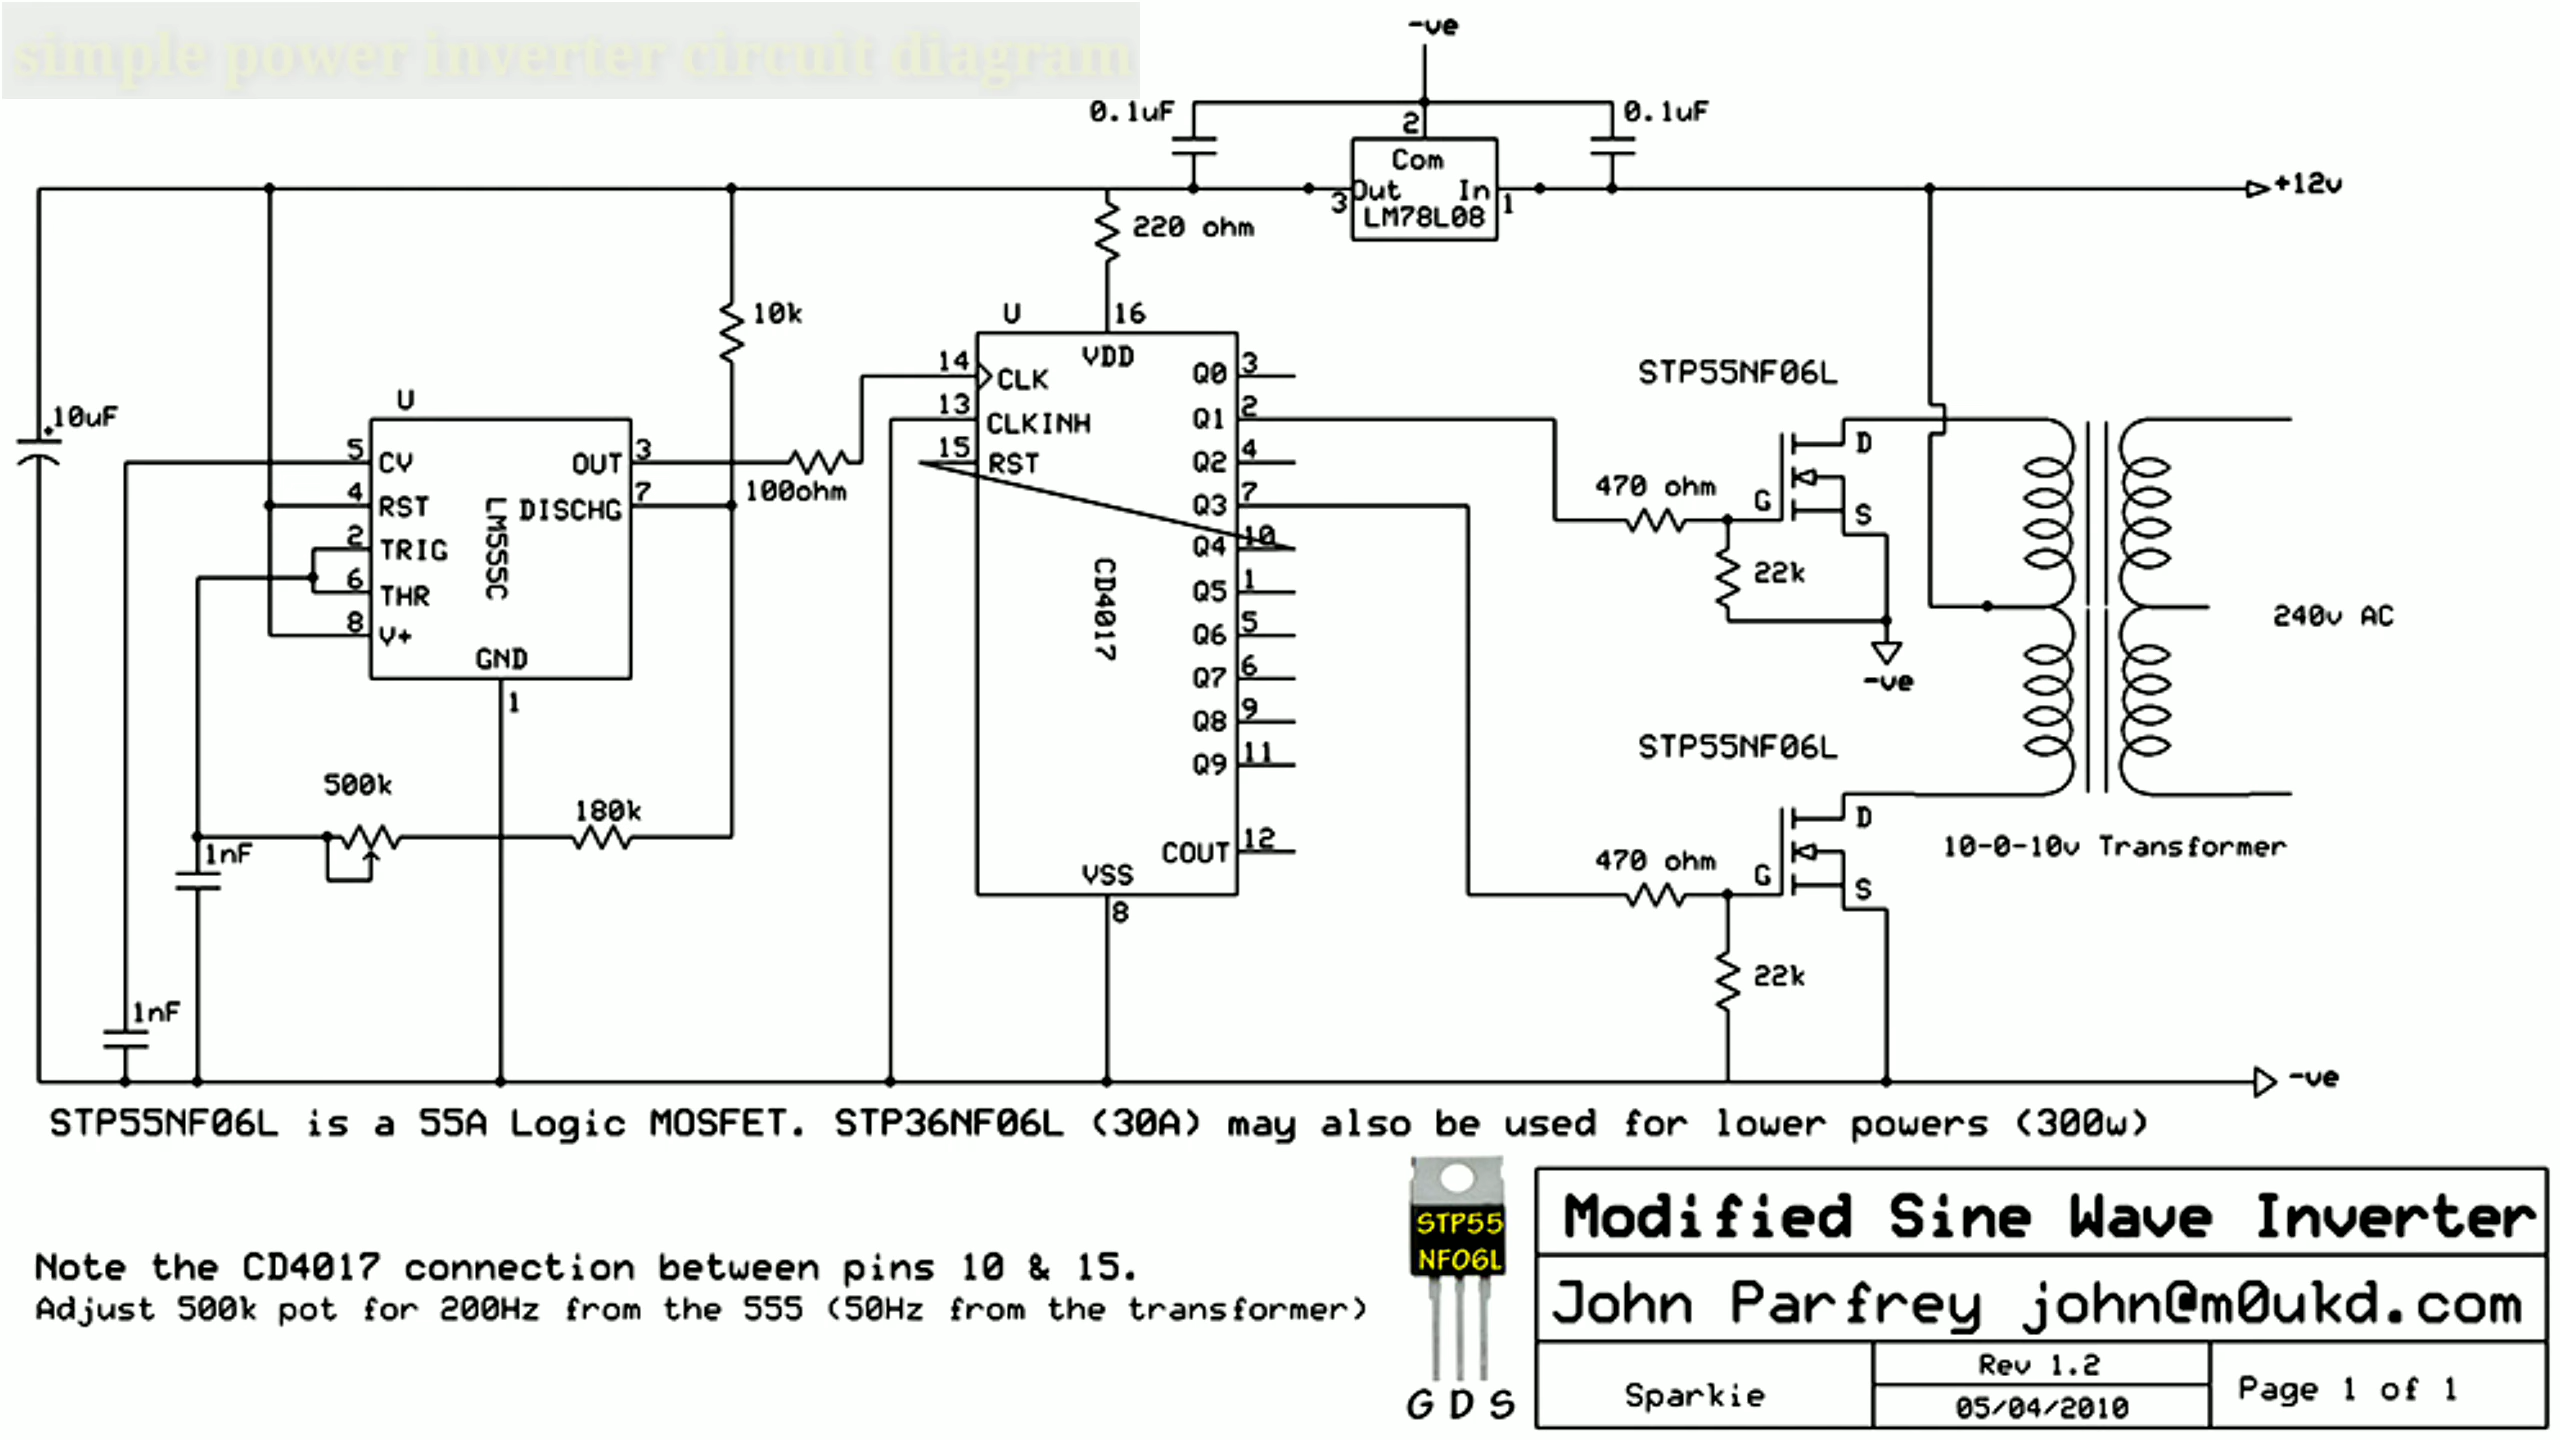 simple power inverter circuit diagram
-ve
0.1uF
0.1uF
2
Com
Out
In
3
1
LM78L08
+12v
220 ohm
10k
U
16
VDD
14
CLK
13
CLKINH
15
RST
Q0 3
Q1 2
Q2 4
Q3 7
Q4 10
Q5 1
Q6 5
Q7 6
Q8 9
Q9 11
COUT 12
CD4017
VSS
8
10uF
U
5 CV
4 RST
2 TRIG
6 THR
8 V+
OUT 3
DISCHG 7
LM555C
GND
1
100ohm
500k
180k
1nF
1nF
STP55NF06L
470 ohm
G
D
S
22k
-ve
240v AC
STP55NF06L
470 ohm
G
D
S
22k
10-0-10v Transformer
-ve
STP55NF06L is a 55A Logic MOSFET. STP36NF06L (30A) may also be used for lower powers (300w)
Note the CD4017 connection between pins 10 & 15.
Adjust 500k pot for 200Hz from the 555 (50Hz from the transformer)
STP55
NF06L
G D S
Modified Sine Wave Inverter
John Parfrey john@m0ukd.com
Sparkie
Rev 1.2
05/04/2010
Page 1 of 1